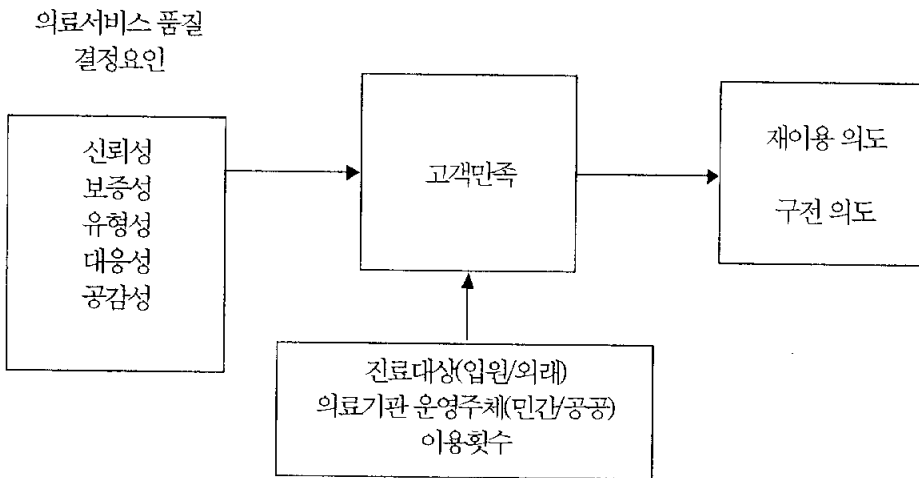 의료서비스 품질
결정요인
신뢰성
보증성
유형성
대응성
공감성
고객만족
재이용 의도
구전 의도
진료대상(입원/외래)
의료기관 운영주체(민간/공공)
이용횟수